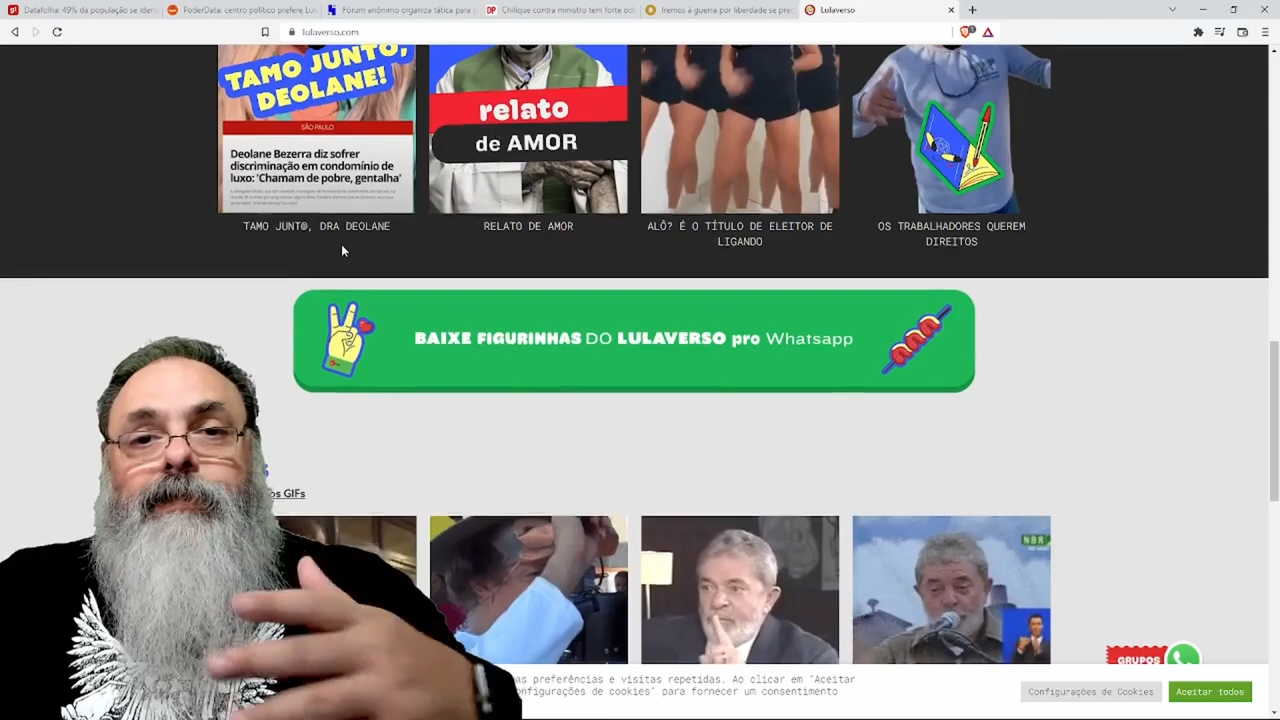 Datafolha: 49% da população se iden
PoderData: centro político prefere Lul
Fórum anônimo organiza tática para
Chilique contra ministro tem forte od
Iremos à guerra por liberdade se prec
Lulaverso
lulaverso.com
TAMO JUNTO,
DEOLANE!
SÃO PAULO
Deolane Bezerra diz sofrer
discriminação em condomínio de
luxo: 'Chamam de pobre, gentalha'
relato
de AMOR
TAMO JUNT@, DRA DEOLANE
RELATO DE AMOR
ALÔ? É O TÍTULO DE ELEITOR DE
LIGANDO
OS TRABALHADORES QUEREM
DIREITOS
BAIXE FIGURINHAS DO LULAVERSO pro Whatsapp
os GIFs
NBR
GRUPOS
as preferências e visitas repetidas. Ao clicar em "Aceitar
onfigurações de cookies" para fornecer um consentimento
Configurações de Cookies
Aceitar todos